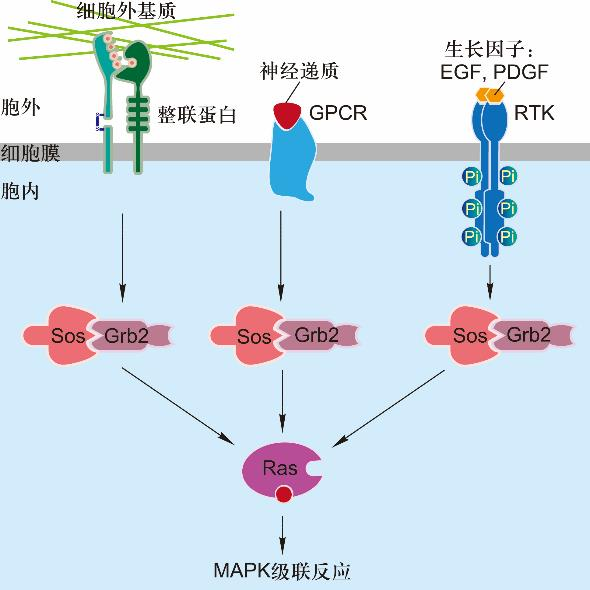 细胞外基质
生长因子：
EGF, PDGF
神经递质
GPCR
RTK
胞外
整联蛋白
细胞膜
胞内
Pi
Pi
Pi
Pi
Pi
Pi
Sos
Grb2
Sos
Grb2
Sos
Grb2
Ras
MAPK级联反应